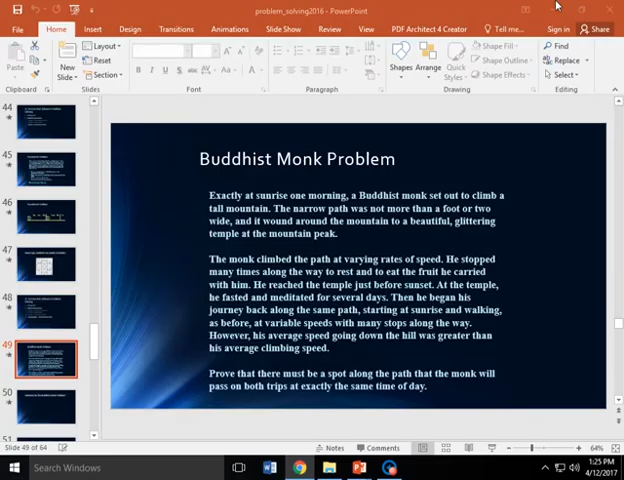 problem_solving2016 - PowerPoint
File Home Insert Design Transitions Animations Slide Show Review View PDF Architect 4 Creator Tell me... Sign in Share
Paste New Slide Layout Reset Section Shapes Arrange Shape Fill Shape Outline Shape Effects Find Replace Select
Clipboard Slides Font Paragraph Drawing Editing
44
45
46
47
48
49
50
Buddhist Monk Problem
Exactly at sunrise one morning, a Buddhist monk set out to climb a
tall mountain. The narrow path was not more than a foot or two
wide, and it wound around the mountain to a beautiful, glittering
temple at the mountain peak.
The monk climbed the path at varying rates of speed. He stopped
many times along the way to rest and to eat the fruit he carried
with him. He reached the temple just before sunset. At the temple,
he fasted and meditated for several days. Then he began his
journey back along the same path, starting at sunrise and walking,
as before, at variable speeds with many stops along the way.
However, his average speed going down the hill was greater than
his average climbing speed.
Prove that there must be a spot along the path that the monk will
pass on both trips at exactly the same time of day.
Slide 49 of 64 Notes Comments 64%
Search Windows 1:25 PM
4/12/2017